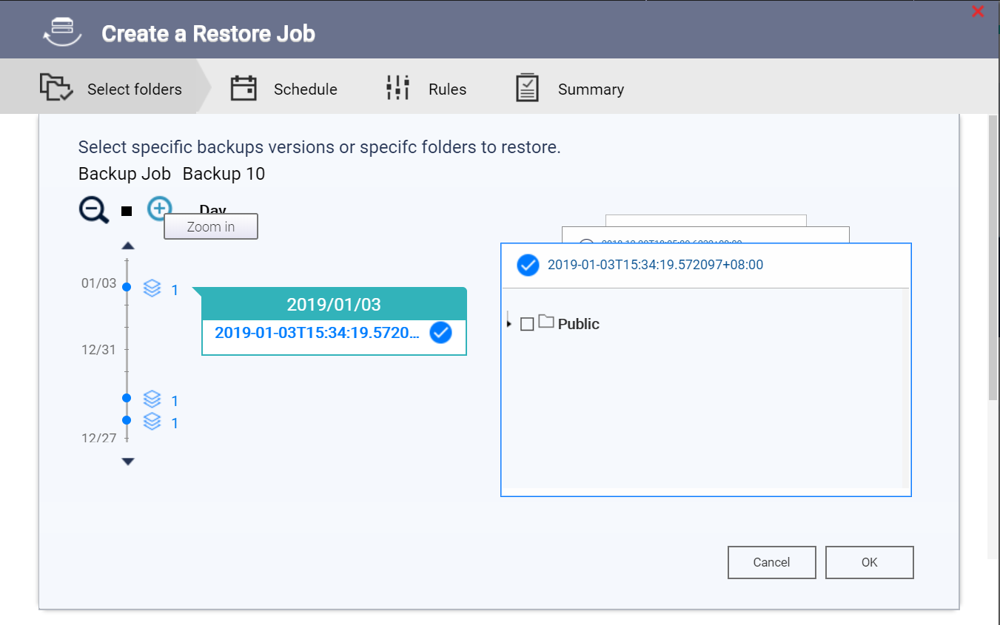 Create a Restore Job
Select folders
Schedule
Rules
Summary
Select specific backups versions or specifc folders to restore.
Backup Job Backup 10
Day
Zoom in
01/03
1
12/31
1
1
12/27
2019/01/03
2019-01-03T15:34:19.5720...
2019-01-03T15:34:19.572097+08:00
Public
Cancel
OK